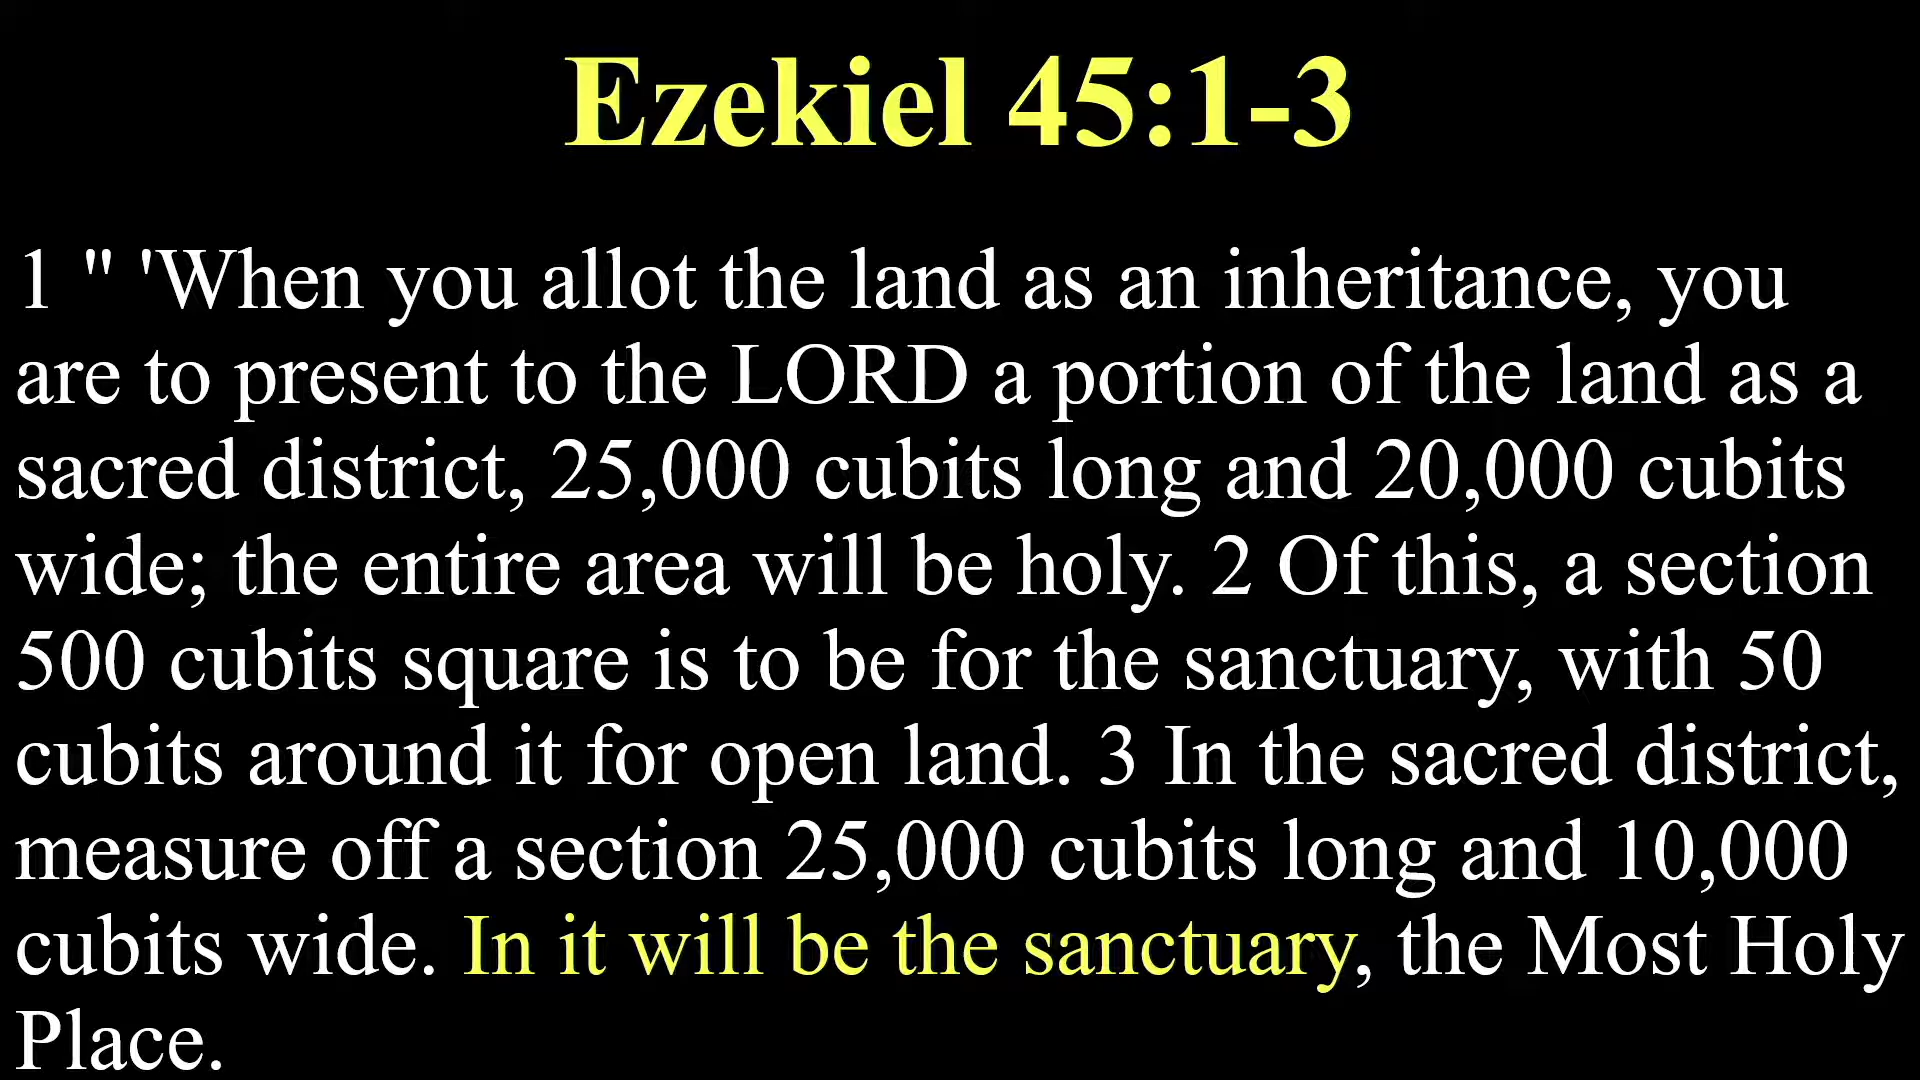 Ezekiel 45:1-3
1 " 'When you allot the land as an inheritance, you
are to present to the LORD a portion of the land as a
sacred district, 25,000 cubits long and 20,000 cubits
wide; the entire area will be holy. 2 Of this, a section
500 cubits square is to be for the sanctuary, with 50
cubits around it for open land. 3 In the sacred district,
measure off a section 25,000 cubits long and 10,000
cubits wide. In it will be the sanctuary, the Most Holy
Place.